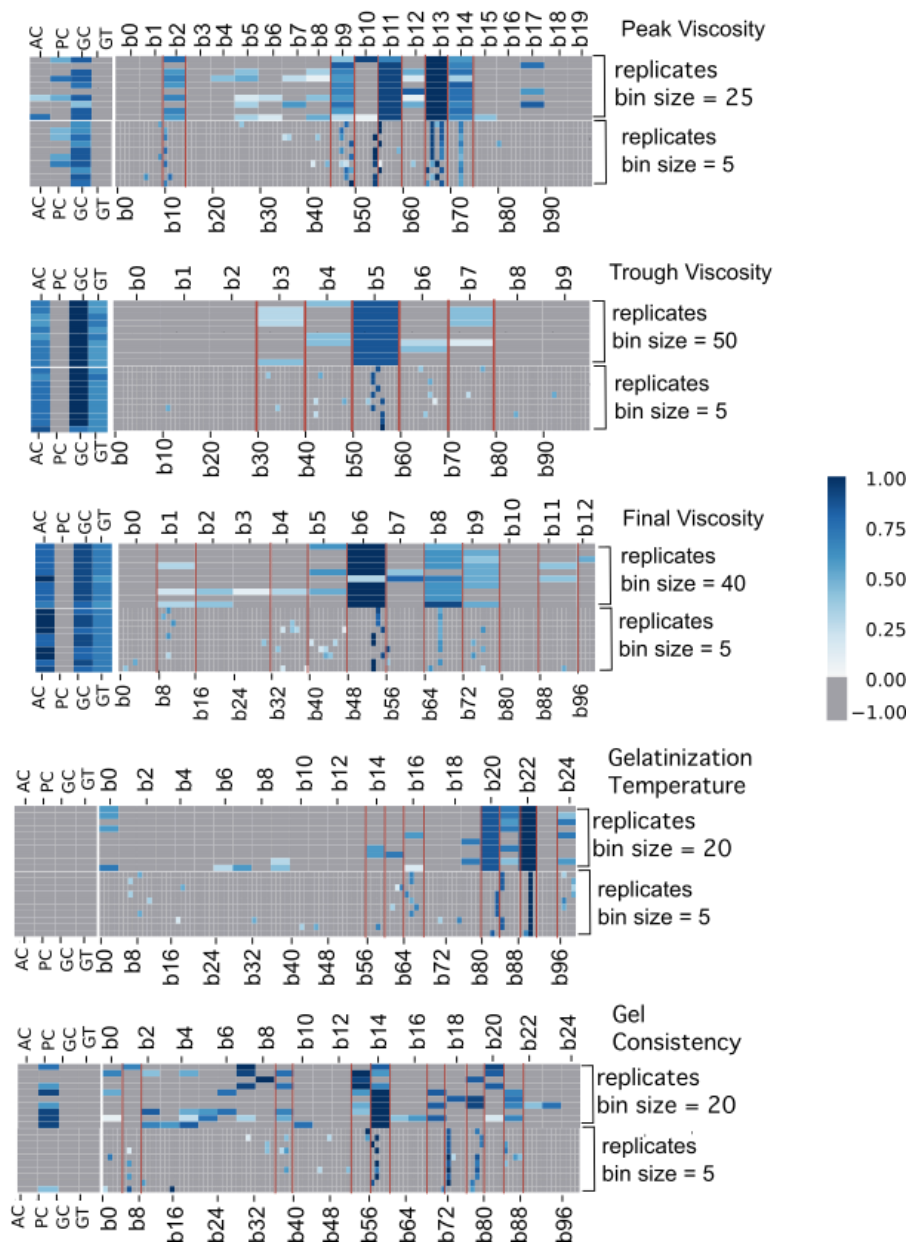 AC PC GC GT b0 b1 b2 b3 b4 b5 b6 b7 b8 b9 b10 b11 b13 b14 b15 b16 b17 b18 b19
Peak Viscosity
replicates
bin size = 25
replicates
bin size = 5
AC PC GC GT b0 b10 b20 b30 b40 b50 b60 b70 b80 b90
AC PC GC GT b0 b1 b2 b3 b4 b5 b6 b7 b8 b9
Trough Viscosity
replicates
bin size = 50
replicates
bin size = 5
AC PC GC GT b0 b10 b20 b30 b40 b50 b60 b70 b80 b90
AC PC GC GT b0 b1 b2 b3 b4 b5 b6 b7 b8 b9 b10 b11 b12
Final Viscosity
replicates
bin size = 40
replicates
bin size = 5
AC PC GC GT b0 b8 b16 b24 b32 b40 b48 b56 b64 b72 b80 b88 b96
1.00
0.75
0.50
0.25
0.00
−1.00
AC PC GC GT b0 b2 b4 b6 b8 b10 b12 b14 b16 b18 b20 b22 b24
Gelatinization
Temperature
replicates
bin size = 20
replicates
bin size = 5
AC PC GC GT b0 b8 b16 b24 b32 b40 b48 b56 b64 b72 b80 b88 b96
AC PC GC GT b0 b2 b4 b6 b8 b10 b12 b14 b16 b18 b20 b22 b24
Gel
Consistency
replicates
bin size = 20
replicates
bin size = 5
AC PC GC GT b0 b8 b16 b24 b32 b40 b48 b56 b64 b72 b80 b88 b96